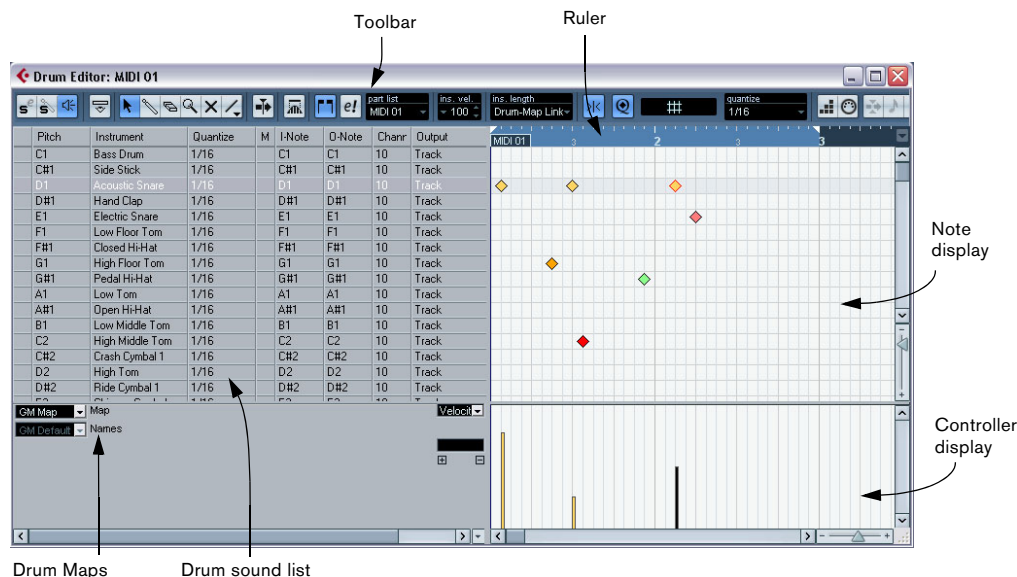 Toolbar
Ruler
Drum Editor: MIDI 01
part list
MIDI 01
ins. vel.
100
ins. length
Drum-Map Link
quantize
1/16
Pitch Instrument Quantize M I-Note O-Note Chanr Output
MIDI 01 3 2 3 3
C1 Bass Drum 1/16 C1 C1 10 Track
C#1 Side Stick 1/16 C#1 C#1 10 Track
D1 Acoustic Snare 1/16 D1 D1 10 Track
D#1 Hand Clap 1/16 D#1 D#1 10 Track
E1 Electric Snare 1/16 E1 E1 10 Track
F1 Low Floor Tom 1/16 F1 F1 10 Track
F#1 Closed Hi-Hat 1/16 F#1 F#1 10 Track
G1 High Floor Tom 1/16 G1 G1 10 Track
G#1 Pedal Hi-Hat 1/16 G#1 G#1 10 Track
A1 Low Tom 1/16 A1 A1 10 Track
A#1 Open Hi-Hat 1/16 A#1 A#1 10 Track
B1 Low Middle Tom 1/16 B1 B1 10 Track
C2 High Middle Tom 1/16 C2 C2 10 Track
C#2 Crash Cymbal 1 1/16 C#2 C#2 10 Track
D2 High Tom 1/16 D2 D2 10 Track
D#2 Ride Cymbal 1 1/16 D#2 D#2 10 Track
Note
display
GM Map Map
Velocit
GM Default Names
Controller
display
Drum Maps
Drum sound list